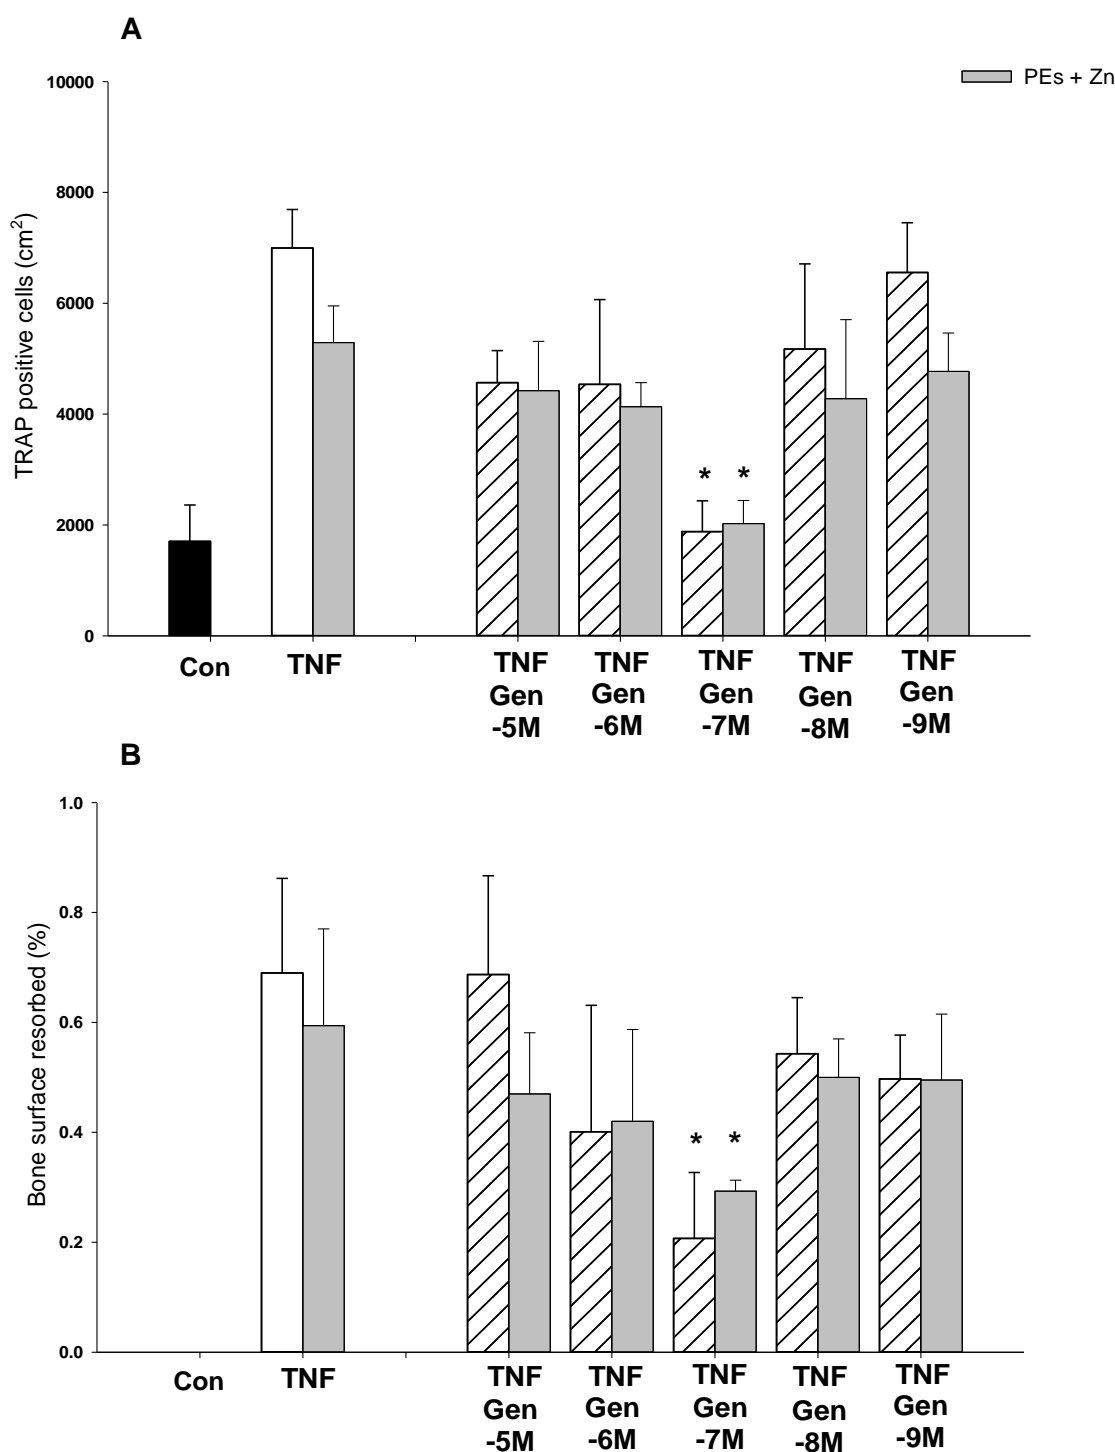 A
PEs + Zn
10000
8000
6000
4000
2000
0
TRAP positive cells (cm²)
* *
Con
TNF
TNF
Gen
-5M
TNF
Gen
-6M
TNF
Gen
-7M
TNF
Gen
-8M
TNF
Gen
-9M
B
1.0
0.8
0.6
0.4
0.2
0.0
Bone surface resorbed (%)
* *
Con
TNF
TNF
Gen
-5M
TNF
Gen
-6M
TNF
Gen
-7M
TNF
Gen
-8M
TNF
Gen
-9M